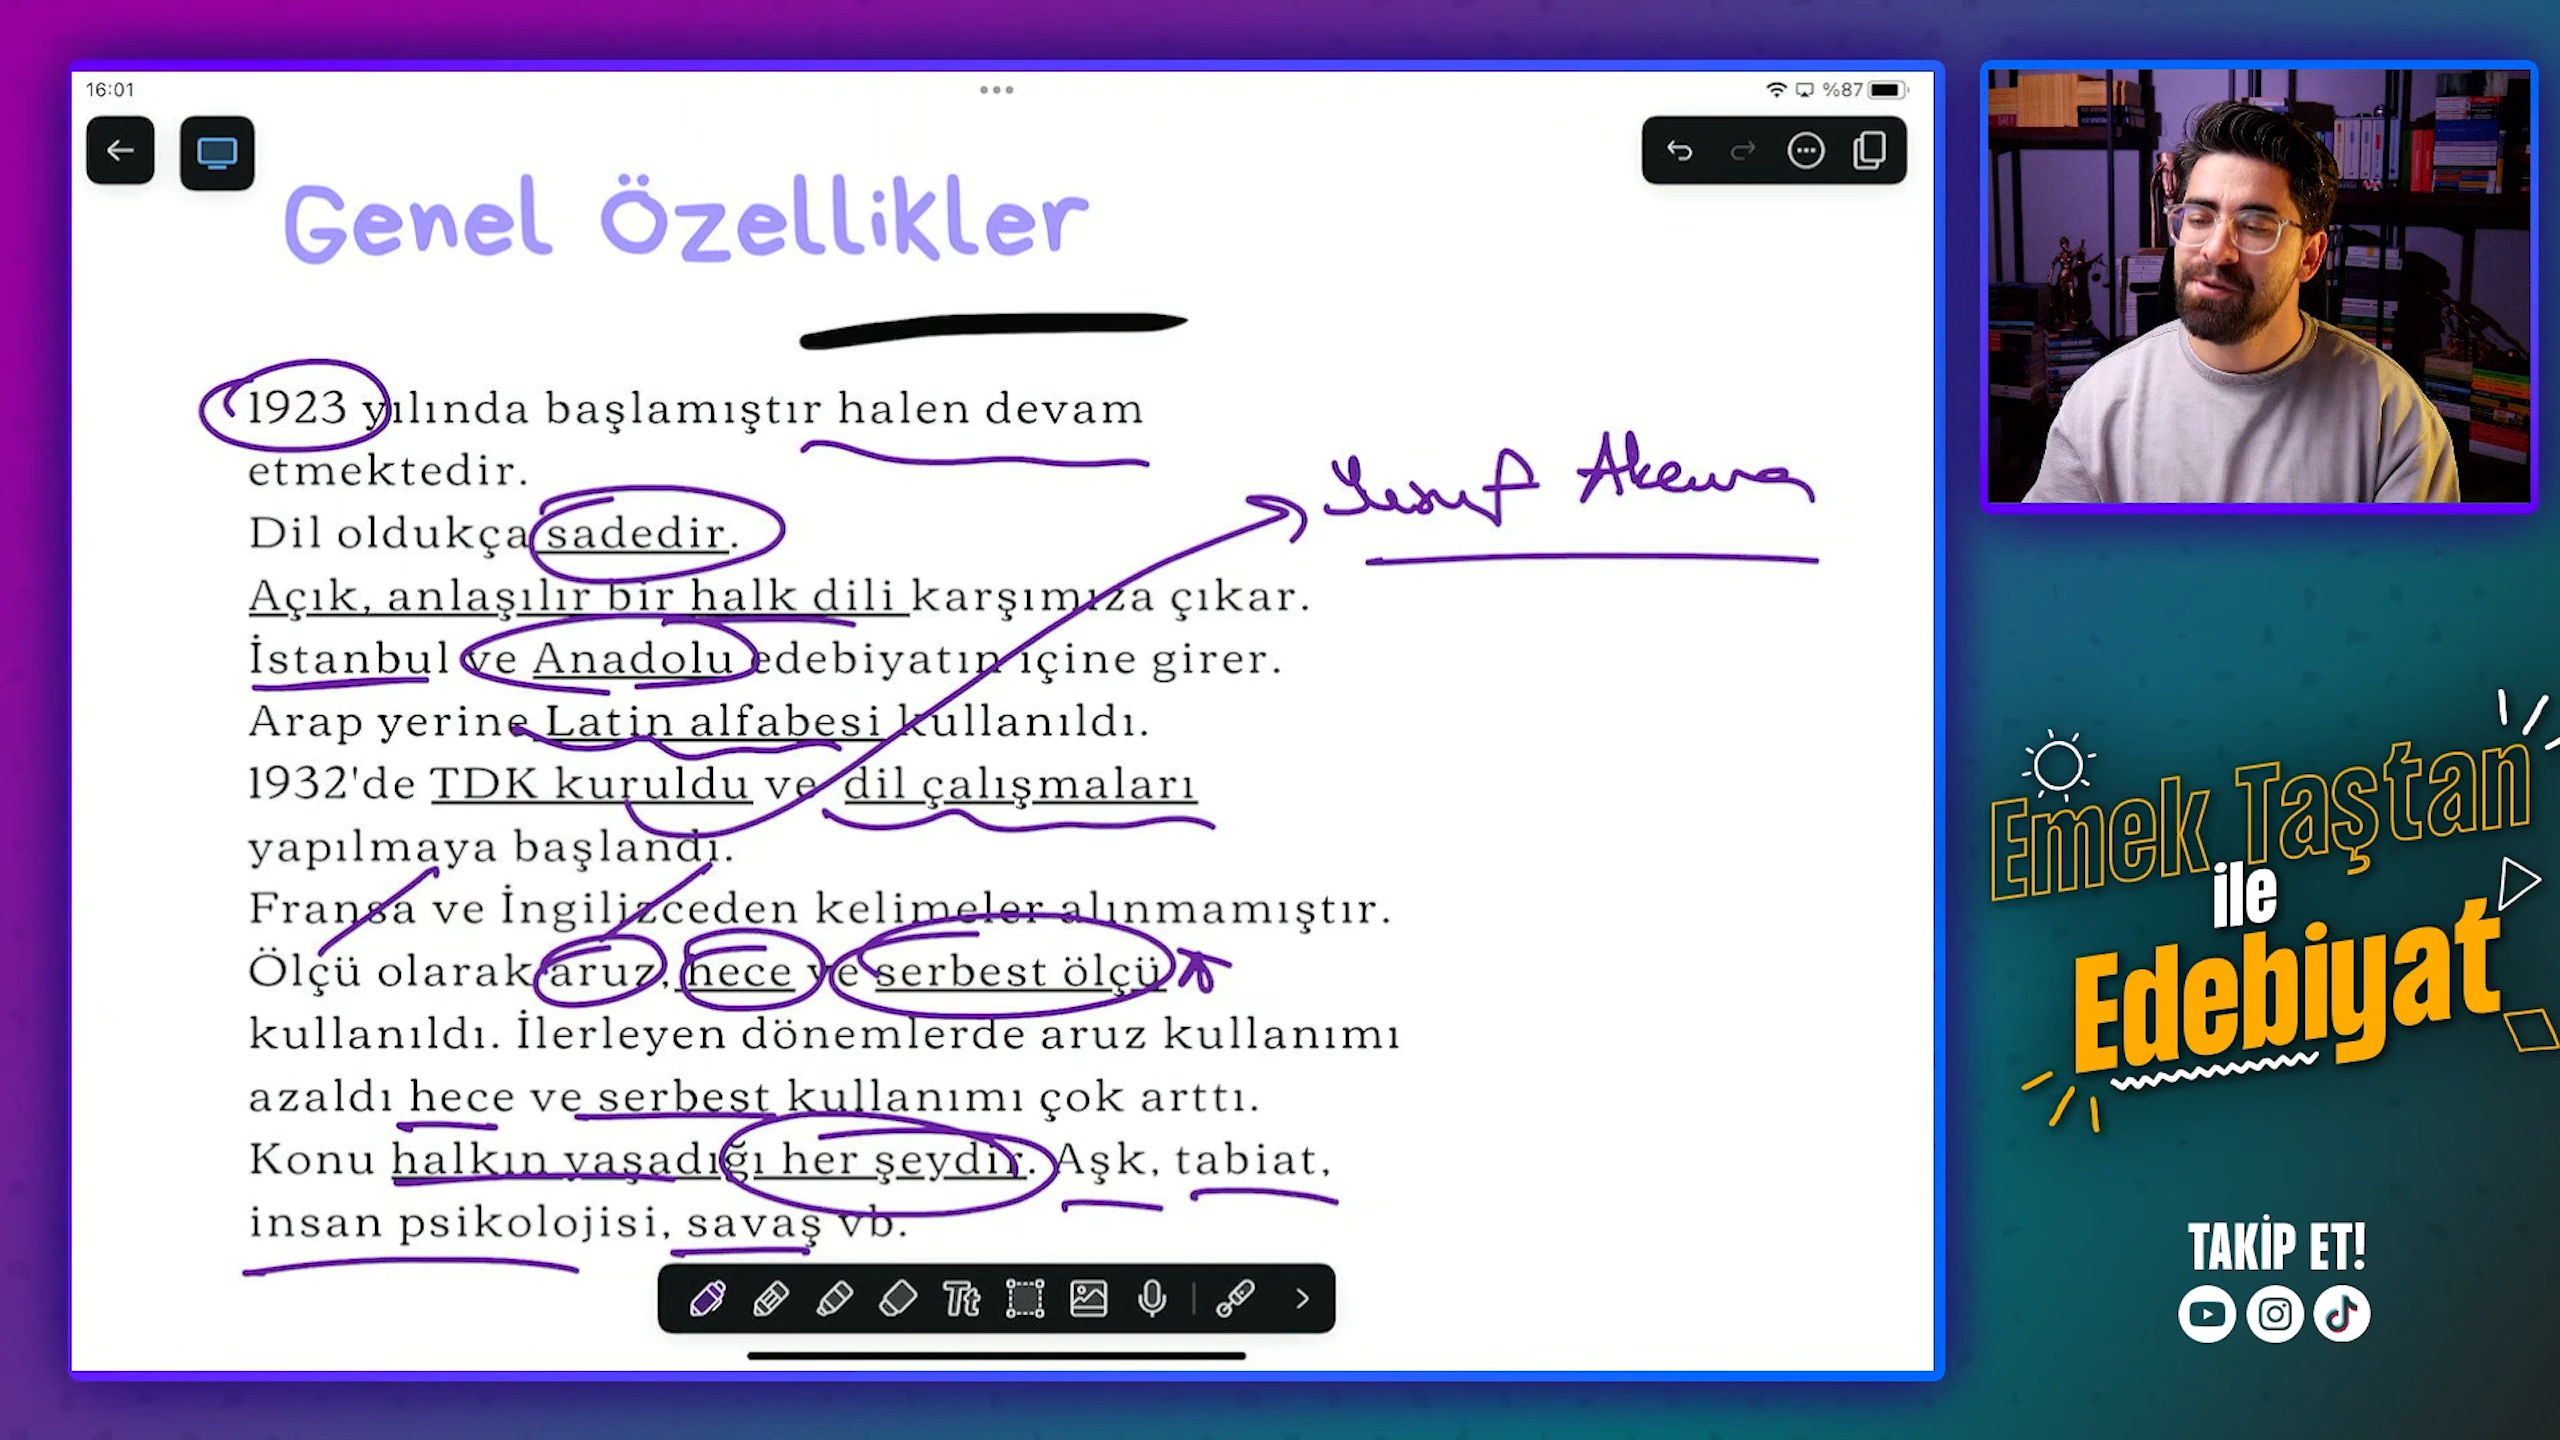 16:01
%87
Genel Özellikler
1923 yılında başlamıştır halen devam
etmektedir.
Yusuf Akçura
Dil oldukça sadedir.
Açık, anlaşılır bir halk dili karşımıza çıkar.
İstanbul ve Anadolu edebiyatın içine girer.
Arap yerine Latin alfabesi kullanıldı.
1932'de TDK kuruldu ve dil çalışmaları
yapılmaya başlandı.
Fransa ve İngilizceden kelimeler alınmamıştır.
Ölçü olarak aruz, hece ve serbest ölçü
kullanıldı. İlerleyen dönemlerde aruz kullanımı
azaldı hece ve serbest kullanımı çok arttı.
Konu halkın yaşadığı her şeydir. Aşk, tabiat,
insan psikolojisi, savaş vb.
Tt
Emek Taştan
ile
Edebiyat
TAKİP ET!